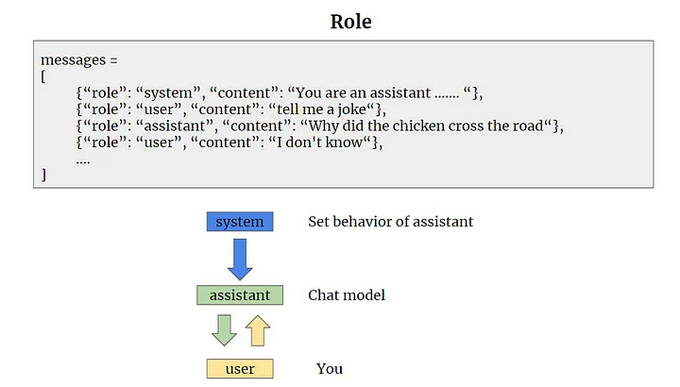 Role
messages =
[
{“role”: “system”, “content”: “You are an assistant ....... “},
{“role”: “user”, “content”: “tell me a joke“},
{“role”: “assistant”, “content”: “Why did the chicken cross the road“},
{“role”: “user”, “content”: “I don't know“},
....
]
system Set behavior of assistant
assistant Chat model
user You